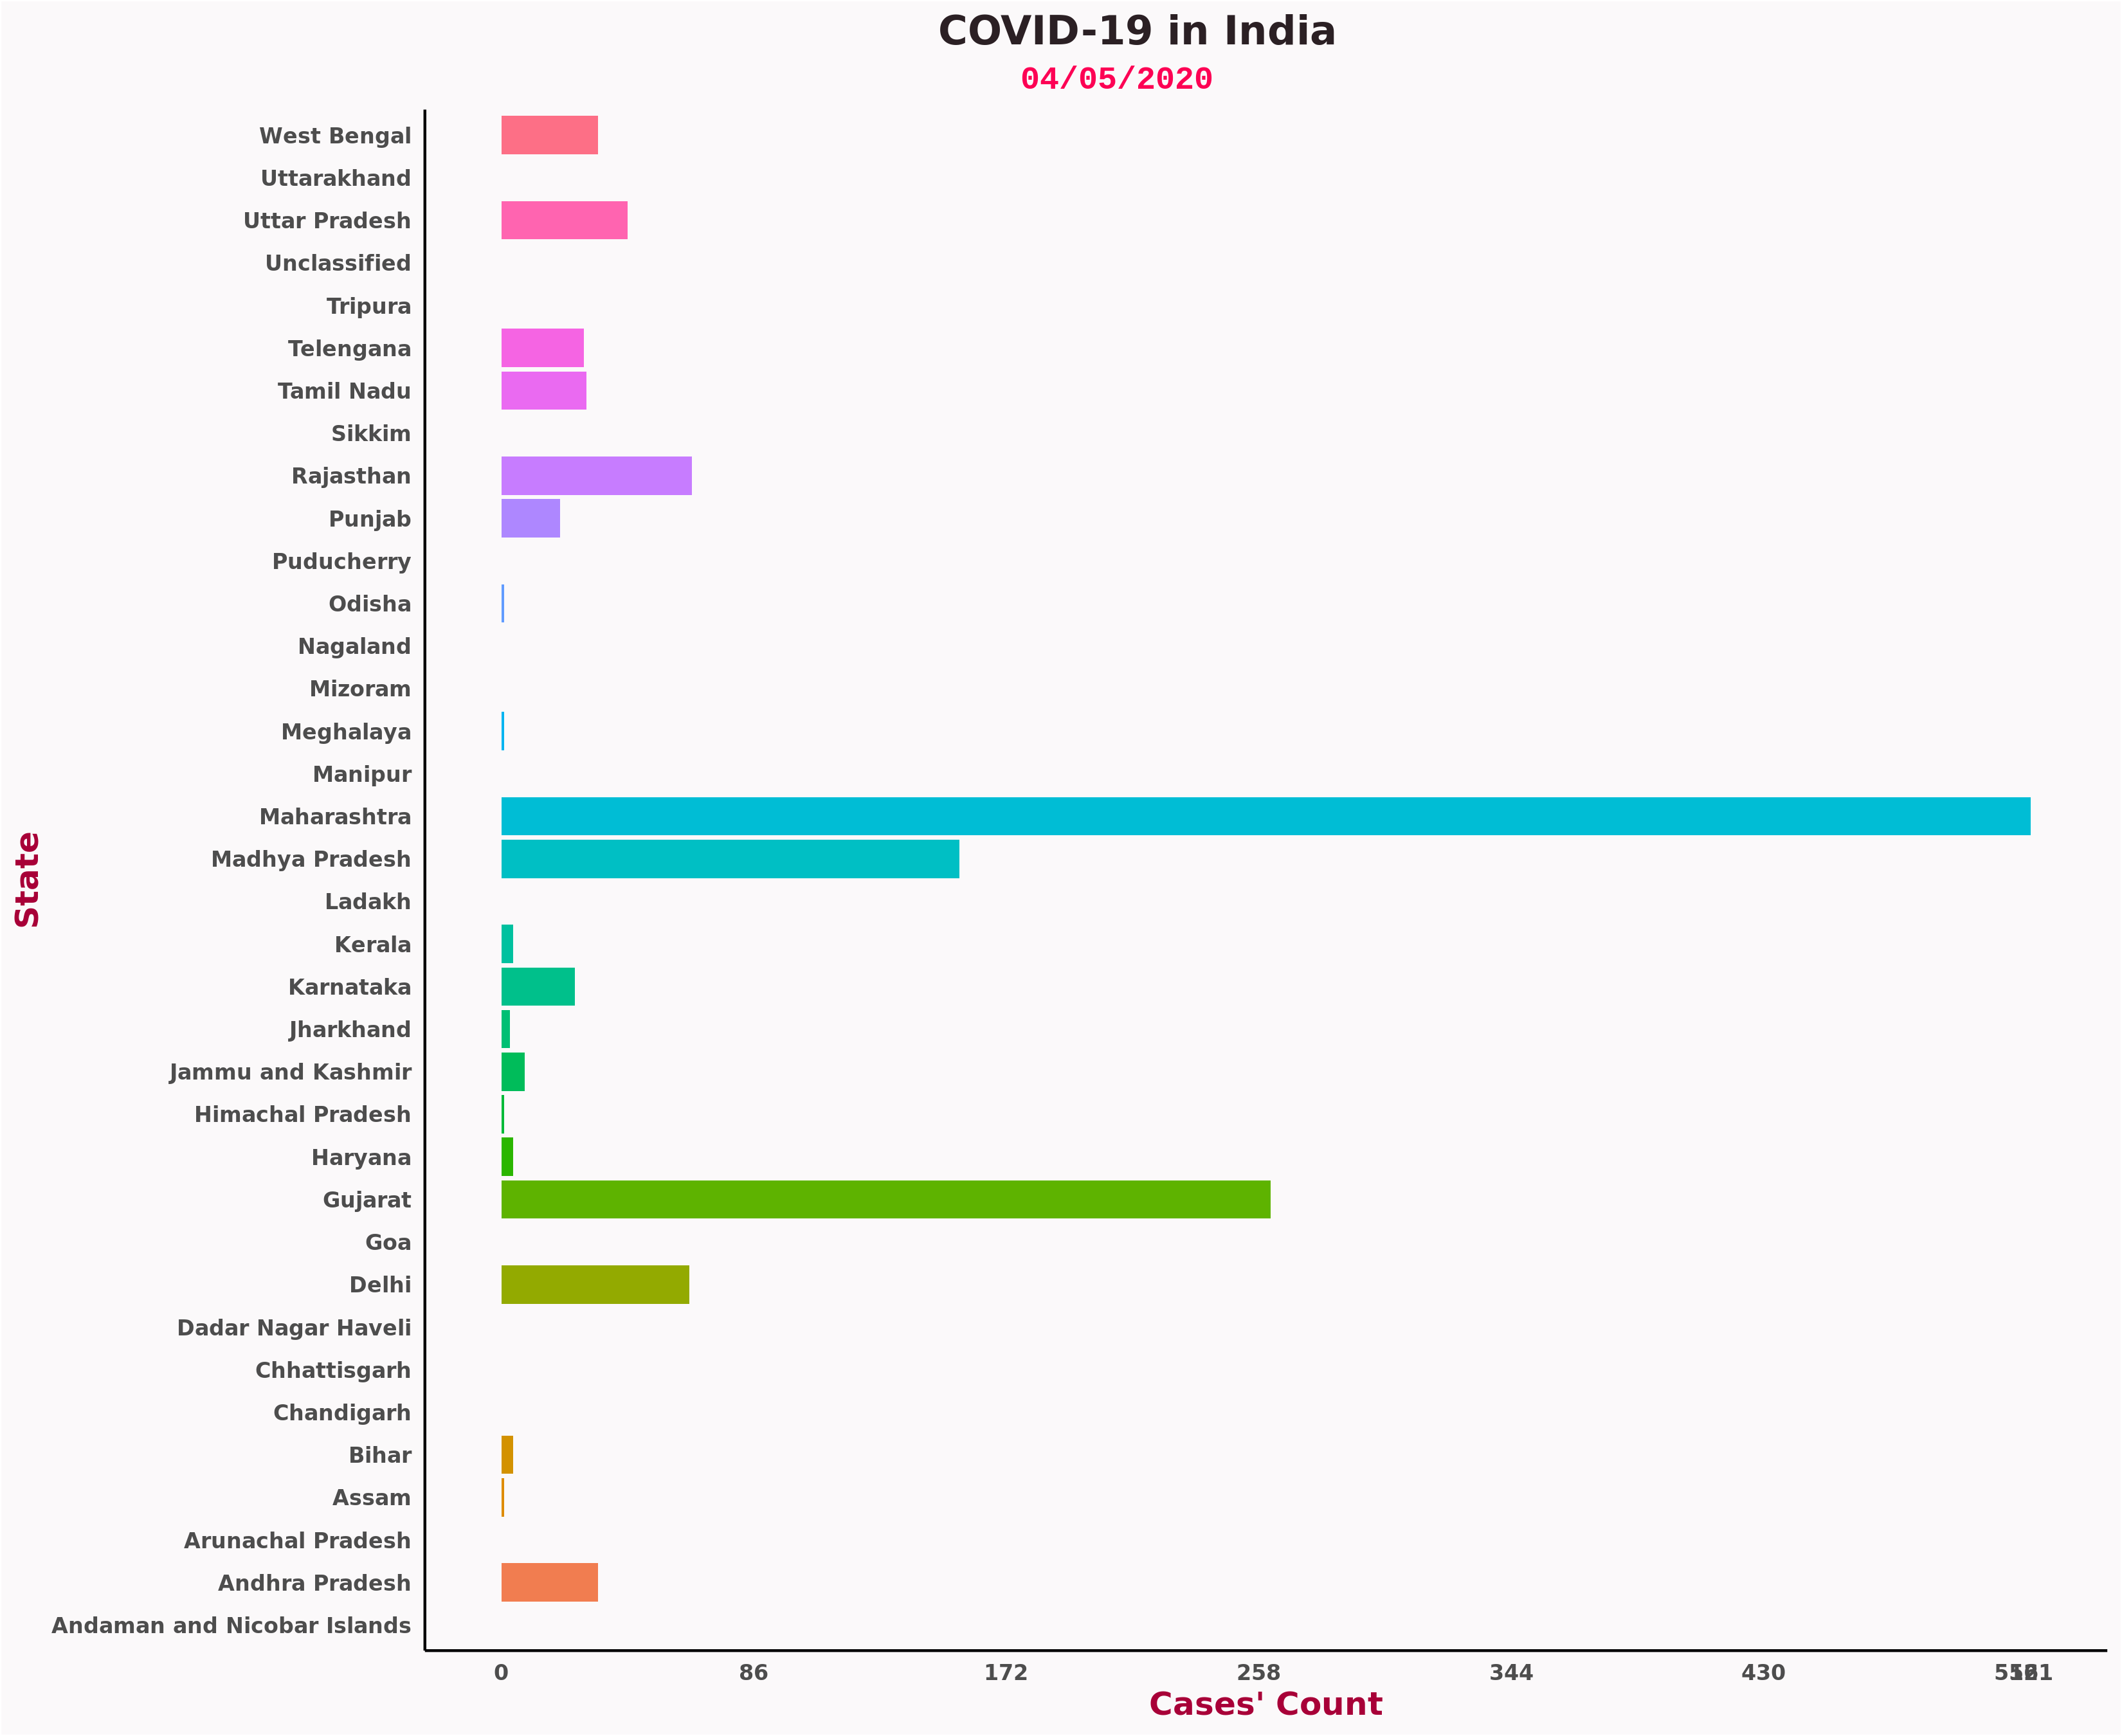 COVID-19 in India
04/05/2020
West Bengal
Uttarakhand
Uttar Pradesh
Unclassified
Tripura
Telengana
Tamil Nadu
Sikkim
Rajasthan
Punjab
Puducherry
Odisha
Nagaland
Mizoram
Meghalaya
Manipur
Maharashtra
Madhya Pradesh
Ladakh
Kerala
Karnataka
Jharkhand
Jammu and Kashmir
Himachal Pradesh
Haryana
Gujarat
Goa
Delhi
Dadar Nagar Haveli
Chhattisgarh
Chandigarh
Bihar
Assam
Arunachal Pradesh
Andhra Pradesh
Andaman and Nicobar Islands
State
0 86 172 258 344 430
Cases' Count